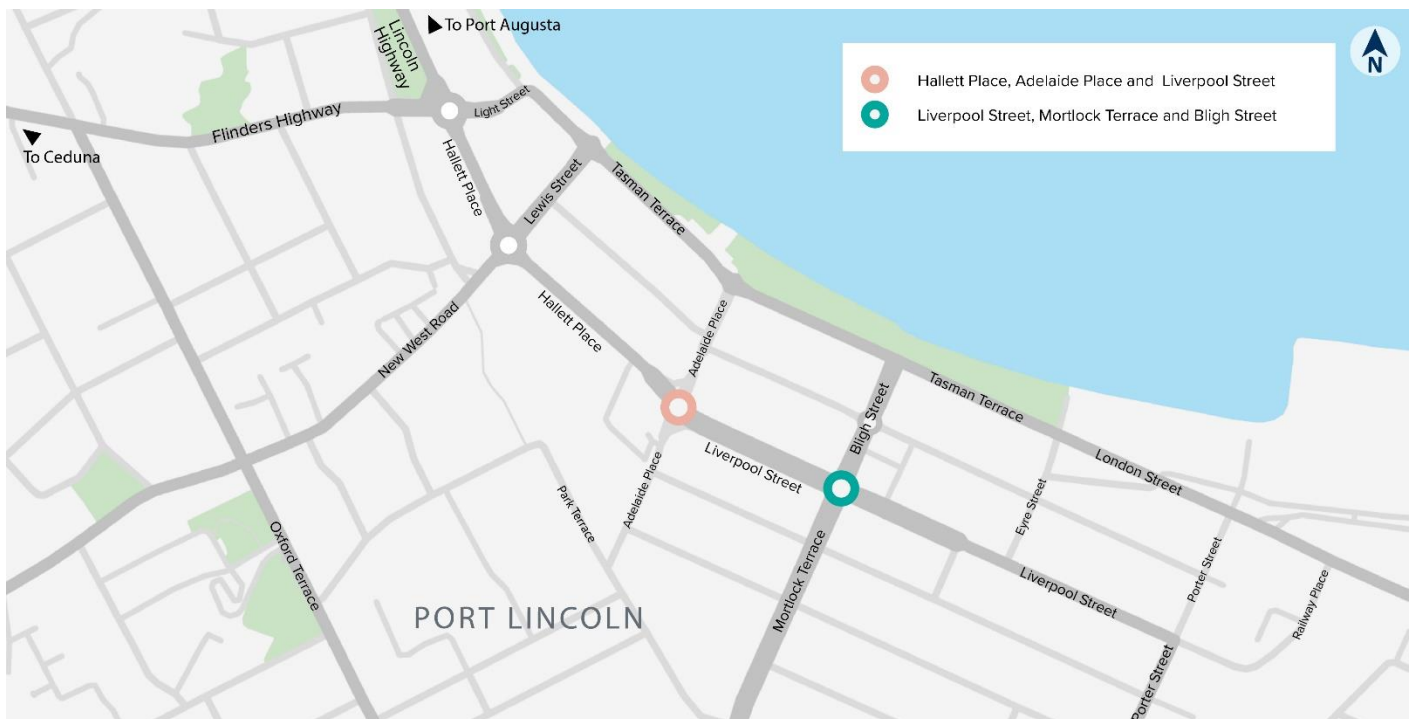 To Port Augusta
Lincoln
Highway
N
Hallett Place, Adelaide Place and Liverpool Street
Liverpool Street, Mortlock Terrace and Bligh Street
Flinders Highway
Light Street
To Ceduna
Hallett Place
Lewis Street
Tasman Terrace
New West Road
Hallett Place
Adelaide Place
Tasman Terrace
Bligh Street
Liverpool Street
London Street
Adelaide Place
Park Terrace
Eyre Street
Oxford Terrace
Mortlock Terrace
Liverpool Street
Porter Street
Railway Place
PORT LINCOLN
Porter Street